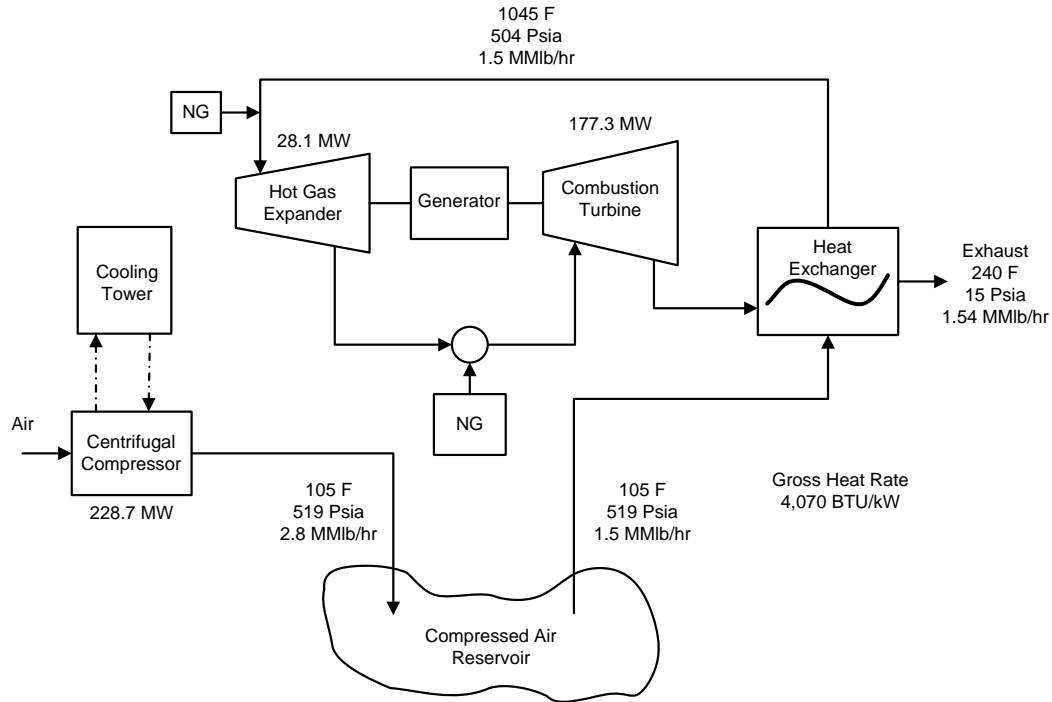 1045 F
504 Psia
1.5 MMlb/hr
NG
28.1 MW
177.3 MW
Hot Gas
Expander
Generator
Combustion
Turbine
Heat
Exchanger
Exhaust
240 F
15 Psia
1.54 MMlb/hr
Cooling
Tower
NG
Air
Centrifugal
Compressor
228.7 MW
105 F
519 Psia
2.8 MMlb/hr
105 F
519 Psia
1.5 MMlb/hr
Gross Heat Rate
4,070 BTU/kW
Compressed Air
Reservoir